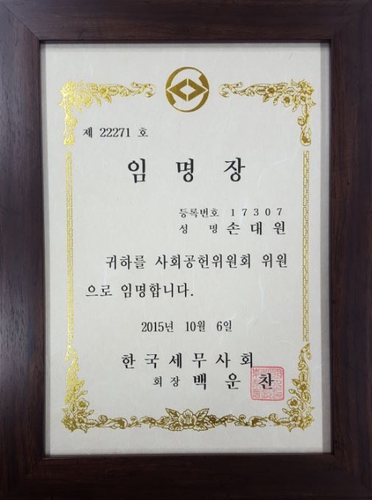 제 22271 호
임명장
등록번호 17307
성 명 손대원
귀하를 사회공헌위원회 위원
으로 임명합니다.
2015년 10월 6일
한국세무사회
회장 백운찬